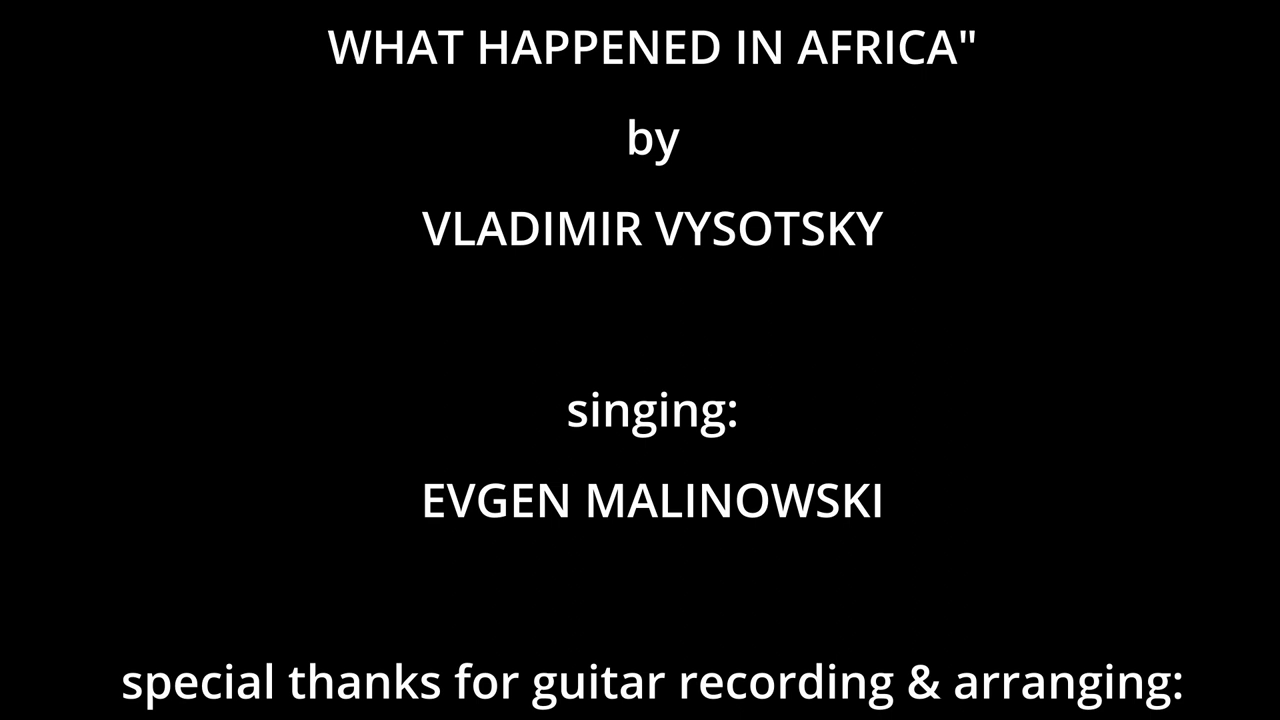 WHAT HAPPENED IN AFRICA"
by
VLADIMIR VYSOTSKY
singing:
EVGEN MALINOWSKI
special thanks for guitar recording & arranging: